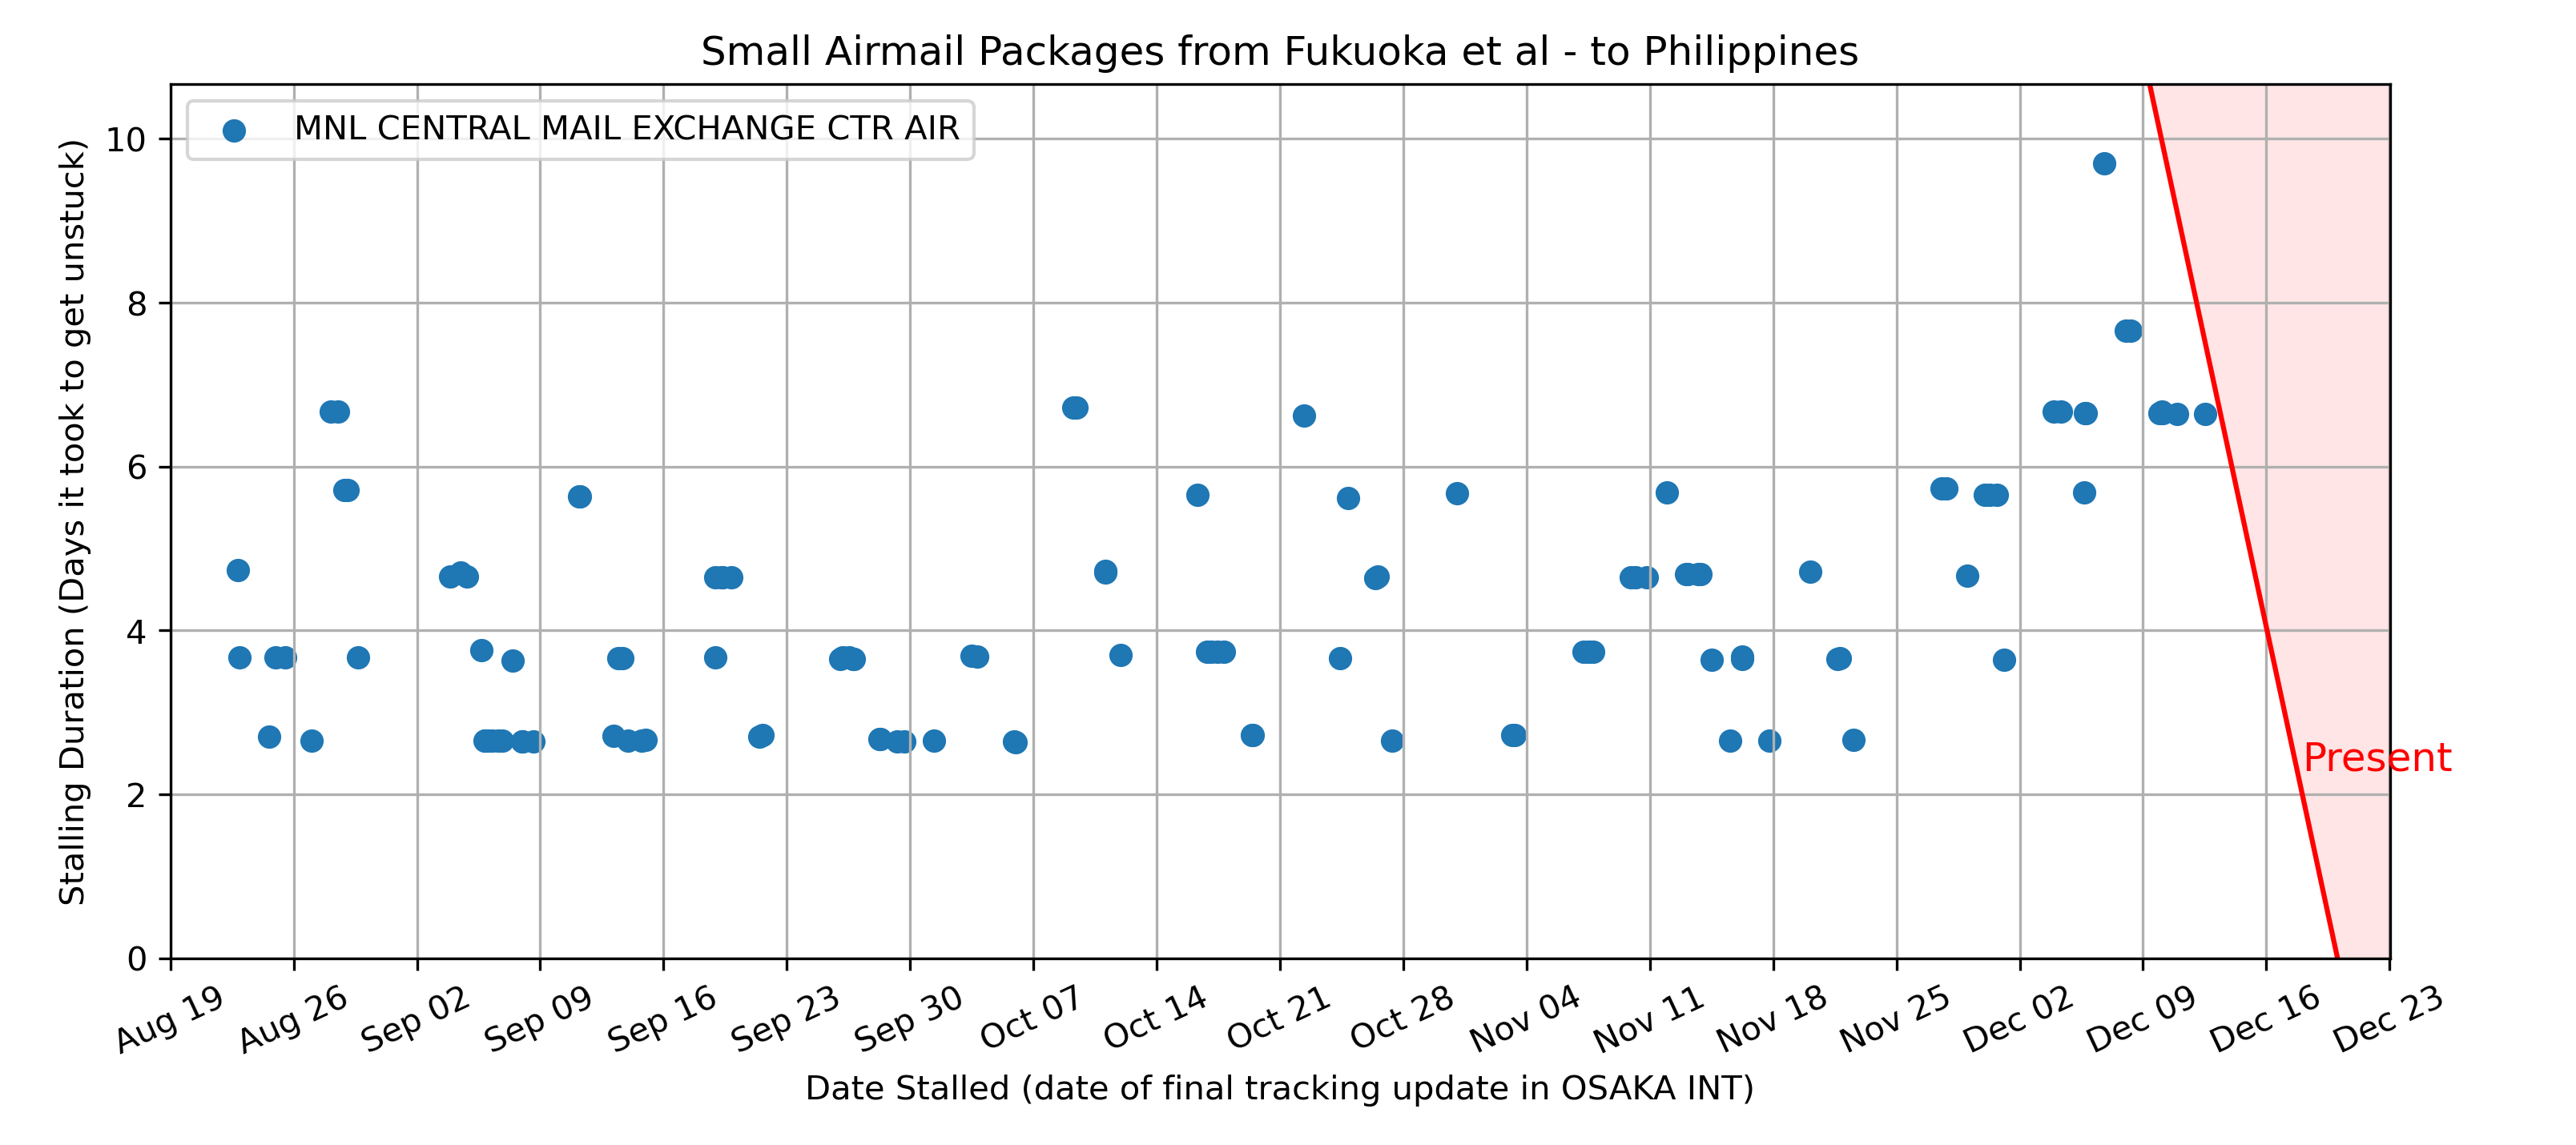 Small Airmail Packages from Fukuoka et al - to Philippines
MNL CENTRAL MAIL EXCHANGE CTR AIR
Stalling Duration (Days it took to get unstuck)
10
8
6
4
2
0
Present
Aug 19
Aug 26
Sep 02
Sep 09
Sep 16
Sep 23
Sep 30
Oct 07
Oct 14
Oct 21
Oct 28
Nov 04
Nov 11
Nov 18
Nov 25
Dec 02
Dec 09
Dec 16
Dec 23
Date Stalled (date of final tracking update in OSAKA INT)